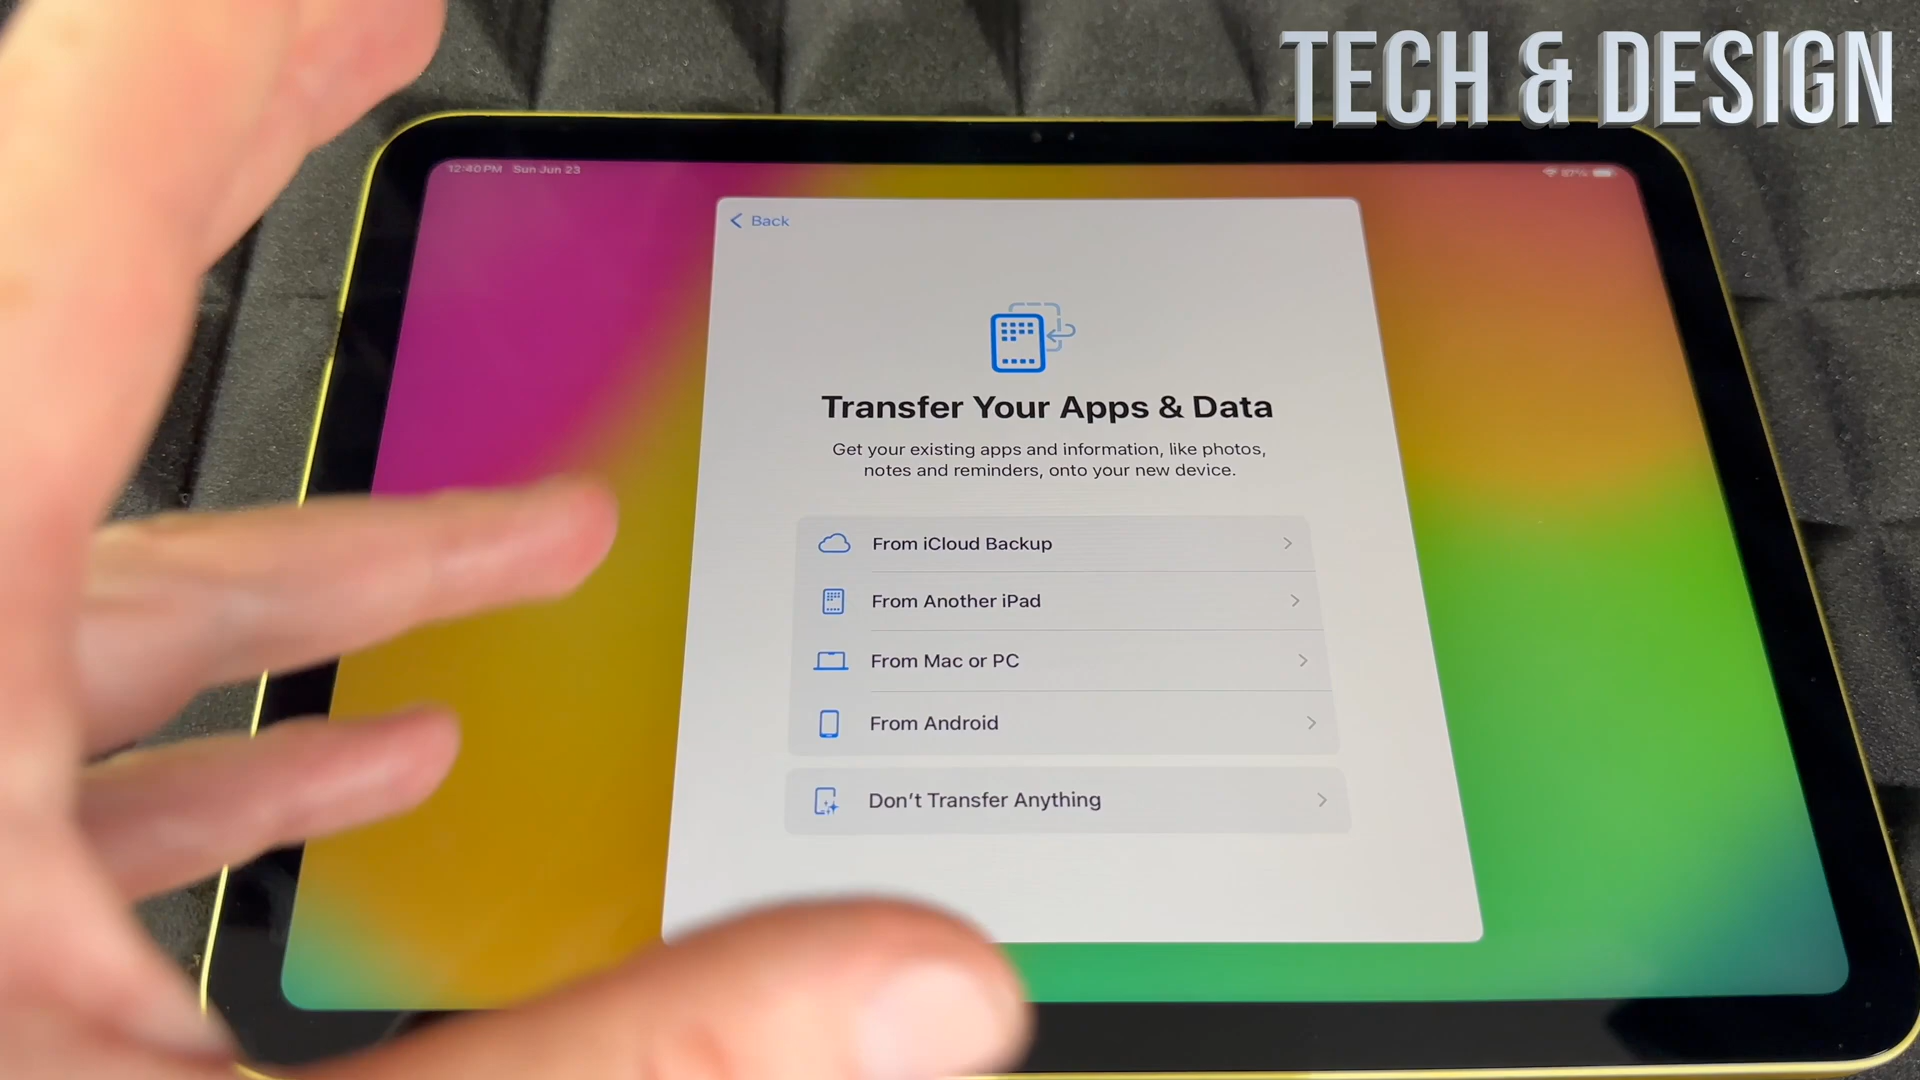 TECH & DESIGN
12:40 PM Sun Jun 23
87%
Back
Transfer Your Apps & Data
Get your existing apps and information, like photos,
notes and reminders, onto your new device.
From iCloud Backup
From Another iPad
From Mac or PC
From Android
Don't Transfer Anything